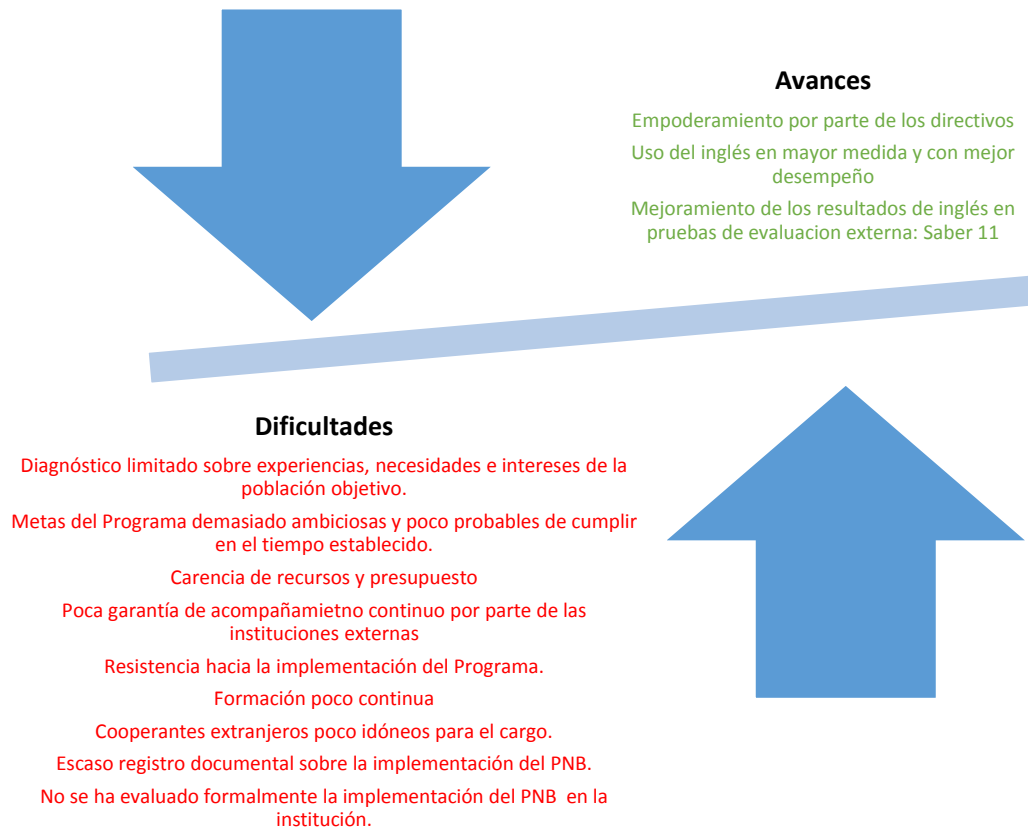 Avances
Empoderamiento por parte de los directivos
Uso del inglés en mayor medida y con mejor
desempeño
Mejoramiento de los resultados de inglés en
pruebas de evaluacion externa: Saber 11
Dificultades
Diagnóstico limitado sobre experiencias, necesidades e intereses de la
población objetivo.
Metas del Programa demasiado ambiciosas y poco probables de cumplir
en el tiempo establecido.
Carencia de recursos y presupuesto
Poca garantía de acompañamietno continuo por parte de las
instituciones externas
Resistencia hacia la implementación del Programa.
Formación poco continua
Cooperantes extranjeros poco idóneos para el cargo.
Escaso registro documental sobre la implementación del PNB.
No se ha evaluado formalmente la implementación del PNB  en la
institución.